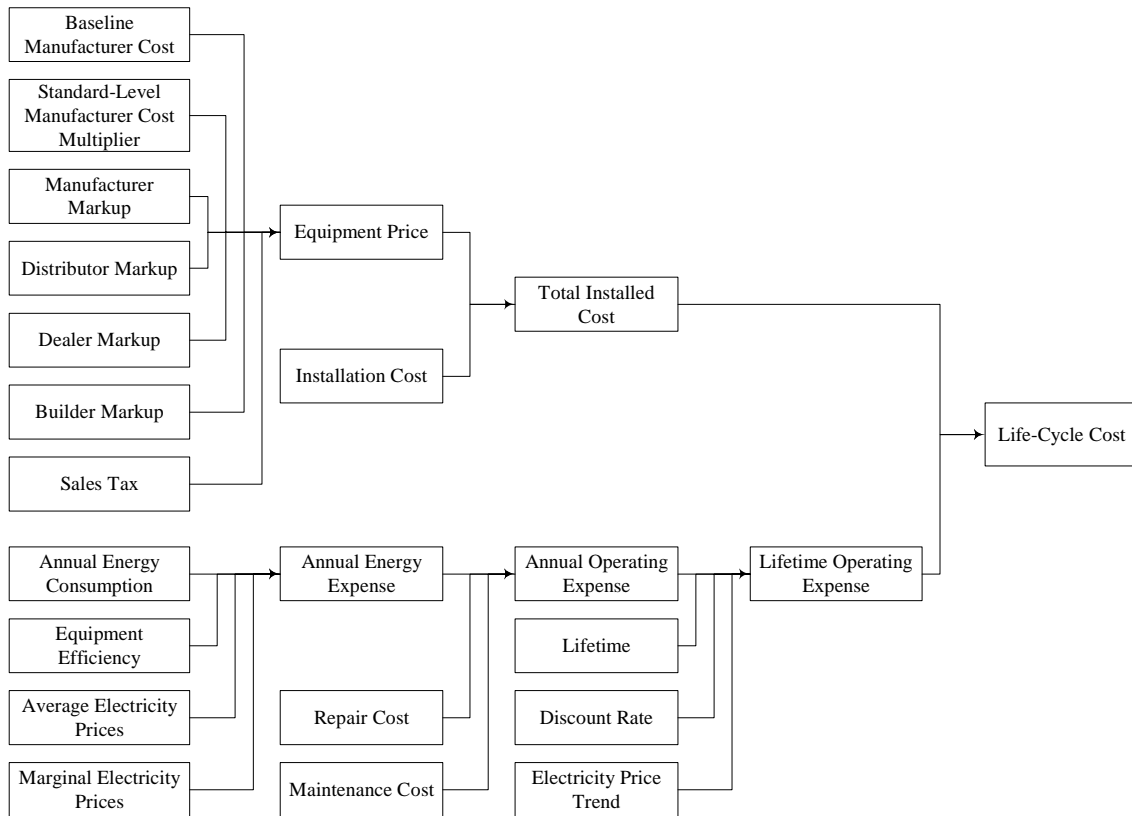 Baseline
Manufacturer Cost
Standard-Level
Manufacturer Cost
Multiplier
Manufacturer
Markup
Distributor Markup
Dealer Markup
Builder Markup
Sales Tax
Equipment Price
Installation Cost
Total Installed
Cost
Life-Cycle Cost
Annual Energy
Consumption
Equipment
Efficiency
Average Electricity
Prices
Marginal Electricity
Prices
Annual Energy
Expense
Repair Cost
Maintenance Cost
Annual Operating
Expense
Lifetime
Discount Rate
Electricity Price
Trend
Lifetime Operating
Expense